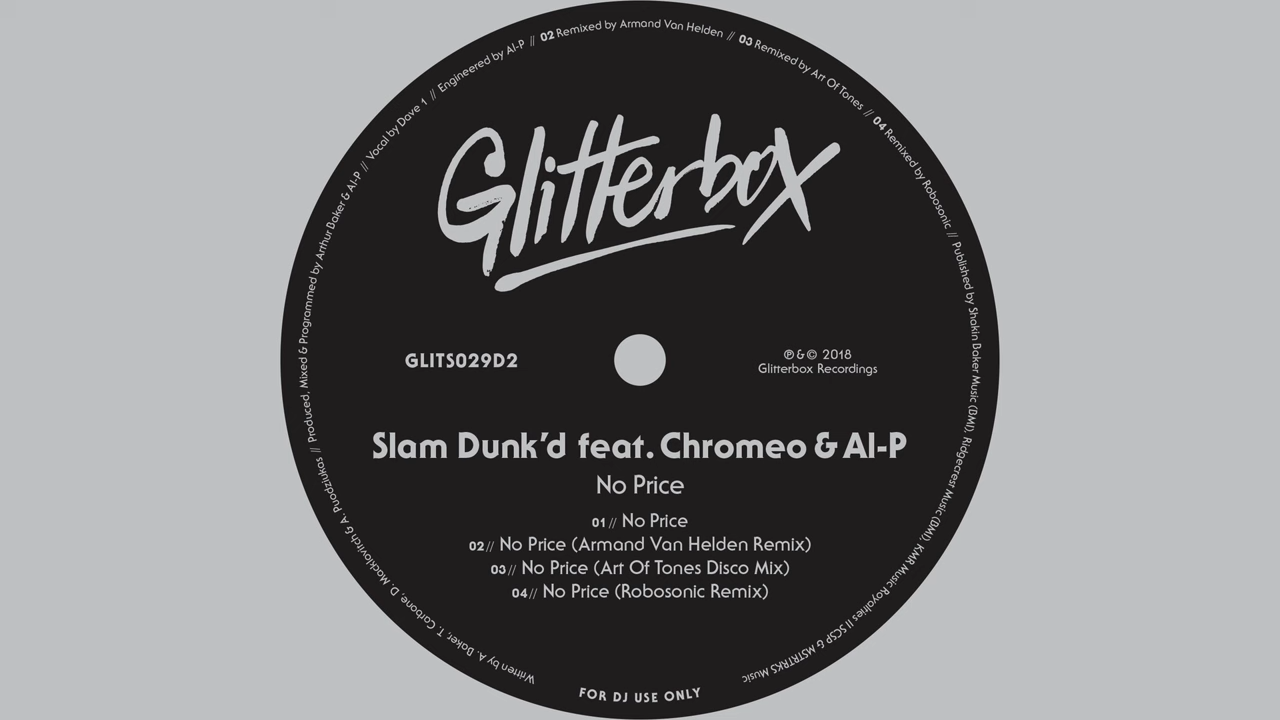 Glitterbox
GLITS029D2
℗ & © 2018
Glitterbox Recordings
Slam Dunk'd feat. Chromeo & Al-P
No Price
01// No Price
02// No Price (Armand Van Helden Remix)
03// No Price (Art Of Tones Disco Mix)
04// No Price (Robosonic Remix)
Written by A. Baker, T. Carbone, D. Macklovitch & A. Puodziukas // Produced, Mixed & Programmed by Arthur Baker & Al-P // Vocal by Dave 1 // Engineered by Al-P // 02 Remixed by Armand Van Helden // 03 Remixed by Art Of Tones // 04 Remixed by Robosonic // Published by Shakin Baker Music (BMI), Ridgecrest Music (BMI), KMR Music Royalties II SCSP & MSTRTRKS Music
FOR DJ USE ONLY